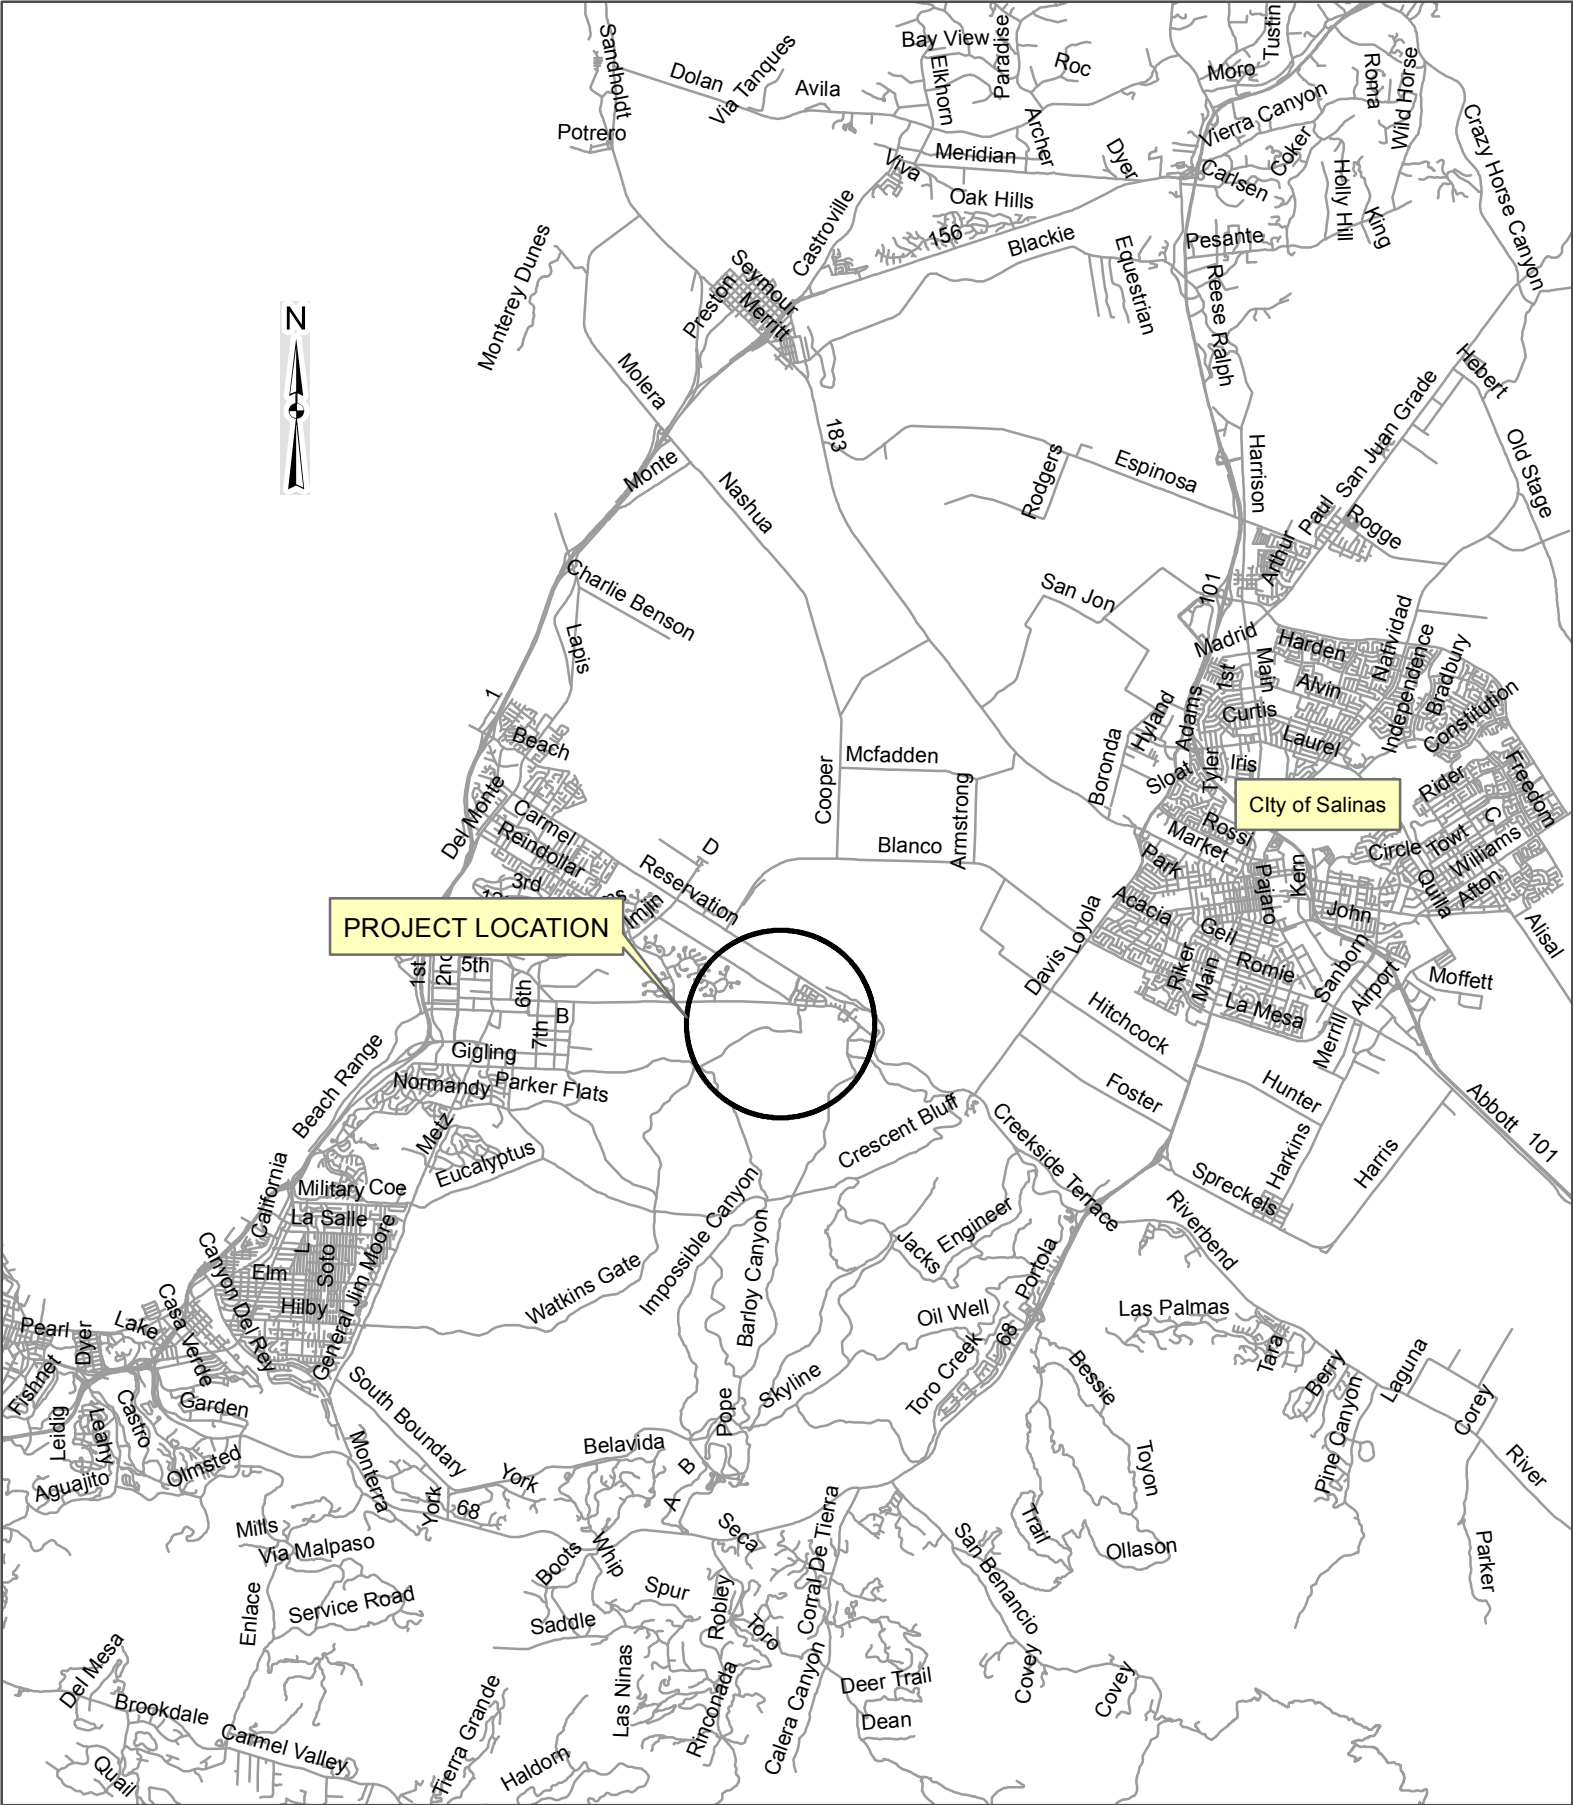 Sandholdt
Dolan
Via Tanques
Avila
Bay View
Elkhorn
Paradise
Roc
Archer
Moro
Tustin
Roma
Wild Horse
Vierra Canyon
Coker
Crazy Horse Canyon
Potrero
Viva
Meridian
Dyer
Carlsen
Holly Hill
King
Oak Hills
Castroville
156
Blackie
Equestrian
Pesante
Reese Ralph
Monterey Dunes
Seymour
Preston
Merritt
N
Molera
Hebert
San Juan Grade
Old Stage
183
Monte
Nashua
Rodgers
Espinosa
Harrison
Paul
Rogge
Arthur
Charlie Benson
San Jon
101
Lapis
Madrid
Harden
Natividad
Independence
Bradbury
1st
Main
Alvin
Constitution
1
Beach
Hyland
Adams
Curtis
Laurel
Boronda
Mcfadden
Cooper
Sloat
Tyler
Iris
Rider
Freedom
Armstrong
CIty of Salinas
Del Monte
Carmel
Reindollar
Blanco
D
Reservation
Market
Rossi
C
Circle
Towt
Williams
Park
Kern
Pajaro
Quilla
Afton
3rd
Imjin
PROJECT LOCATION
Acacia
Geil
John
Alisal
Loyola
Davis
5th
1st
6th
B
7th
Riker
Main
Romie
Sanborn
Airport
Moffett
La Mesa
Merrill
Hitchcock
Gigling
Beach Range
Normandy
Parker Flats
Foster
Hunter
Abbott
101
Metz
Crescent Bluff
Creekside Terrace
Harkins
Harris
Eucalyptus
Spreckels
California
Military
Coe
La Salle
L
Soto
General Jim Moore
Impossible Canyon
Barloy Canyon
Engineer
Jacks
Riverbend
Canyon Del Rey
Elm
Hilby
Watkins Gate
Portola
Casa Verde
Oil Well
68
Las Palmas
Pearl
Dyer
Lake
Toro Creek
Tara
Fishnet
Bessie
Berry
Laguna
Garden
South Boundary
Pope
Skyline
Corey
Leidig
Leahy
Castro
Pine Canyon
Olmsted
Monterra
Belavida
B
Toyon
River
Aguajito
York
York
68
A
Mills
Via Malpaso
Seca
Corral De Tierra
Trail
Ollason
San Benancio
Parker
Boots
Whip
Spur
Robley
Toro
Enlace
Service Road
Saddle
Del Mesa
Las Ninas
Rinconada
Calera Canyon
Deer Trail
Covey
Covey
Brookdale
Dean
Carmel Valley
Tierra Grande
Haldorn
Quail